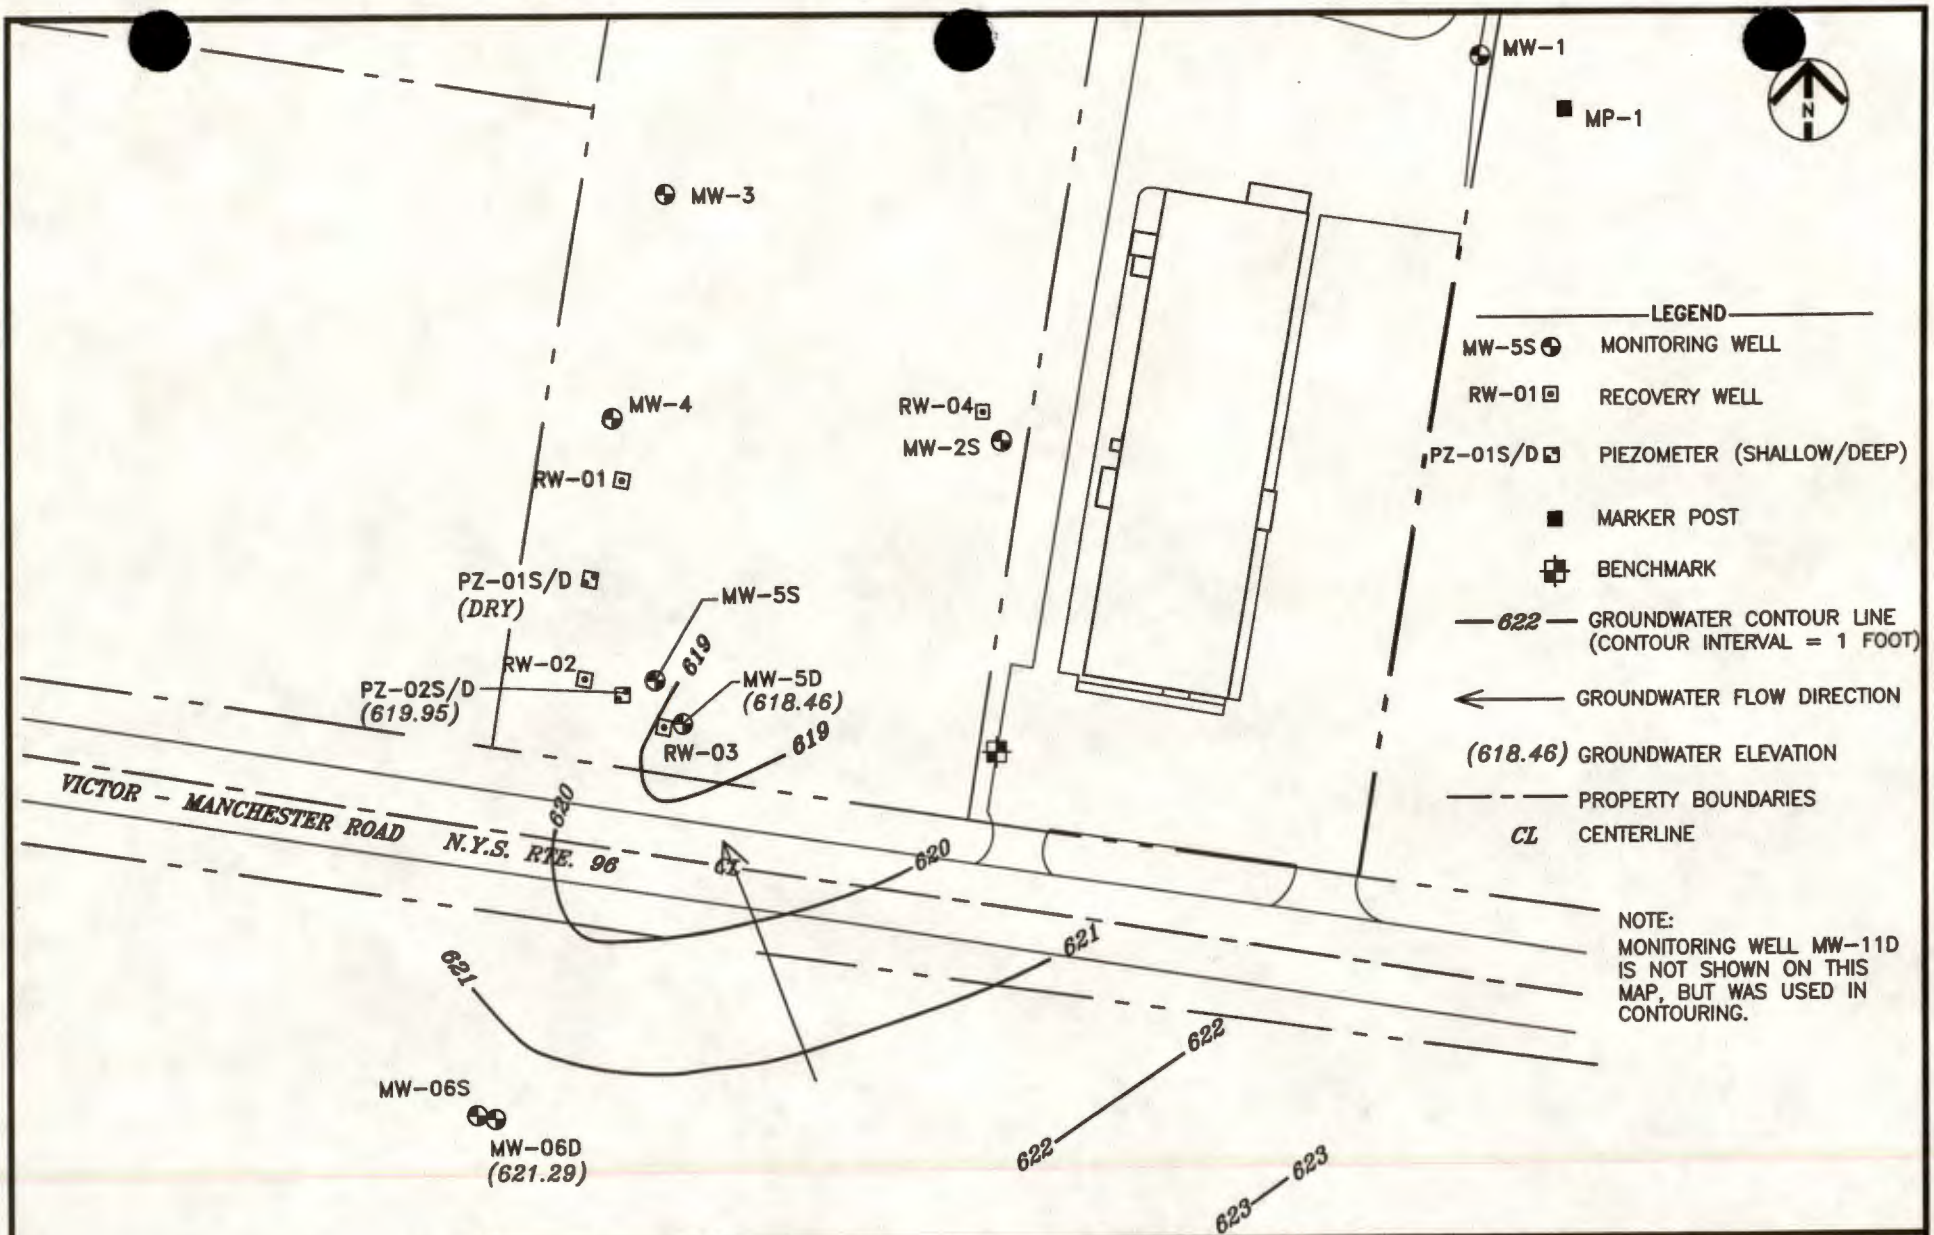 MW-1
MP-1
N
MW-3
LEGEND
MW-5S MONITORING WELL
RW-01 RECOVERY WELL
PZ-01S/D PIEZOMETER (SHALLOW/DEEP)
MARKER POST
BENCHMARK
622 GROUNDWATER CONTOUR LINE
(CONTOUR INTERVAL = 1 FOOT)
GROUNDWATER FLOW DIRECTION
(618.46) GROUNDWATER ELEVATION
PROPERTY BOUNDARIES
CL CENTERLINE
MW-4
RW-04
MW-2S
RW-01
PZ-01S/D
(DRY)
MW-5S
619
RW-02
PZ-02S/D
(619.95)
MW-5D
(618.46)
RW-03
619
620
VICTOR - MANCHESTER ROAD N.Y.S. RTE. 96
CL
620
621
621
622
622
623
623
NOTE:
MONITORING WELL MW-11D
IS NOT SHOWN ON THIS
MAP, BUT WAS USED IN
CONTOURING.
MW-06S
MW-06D
(621.29)